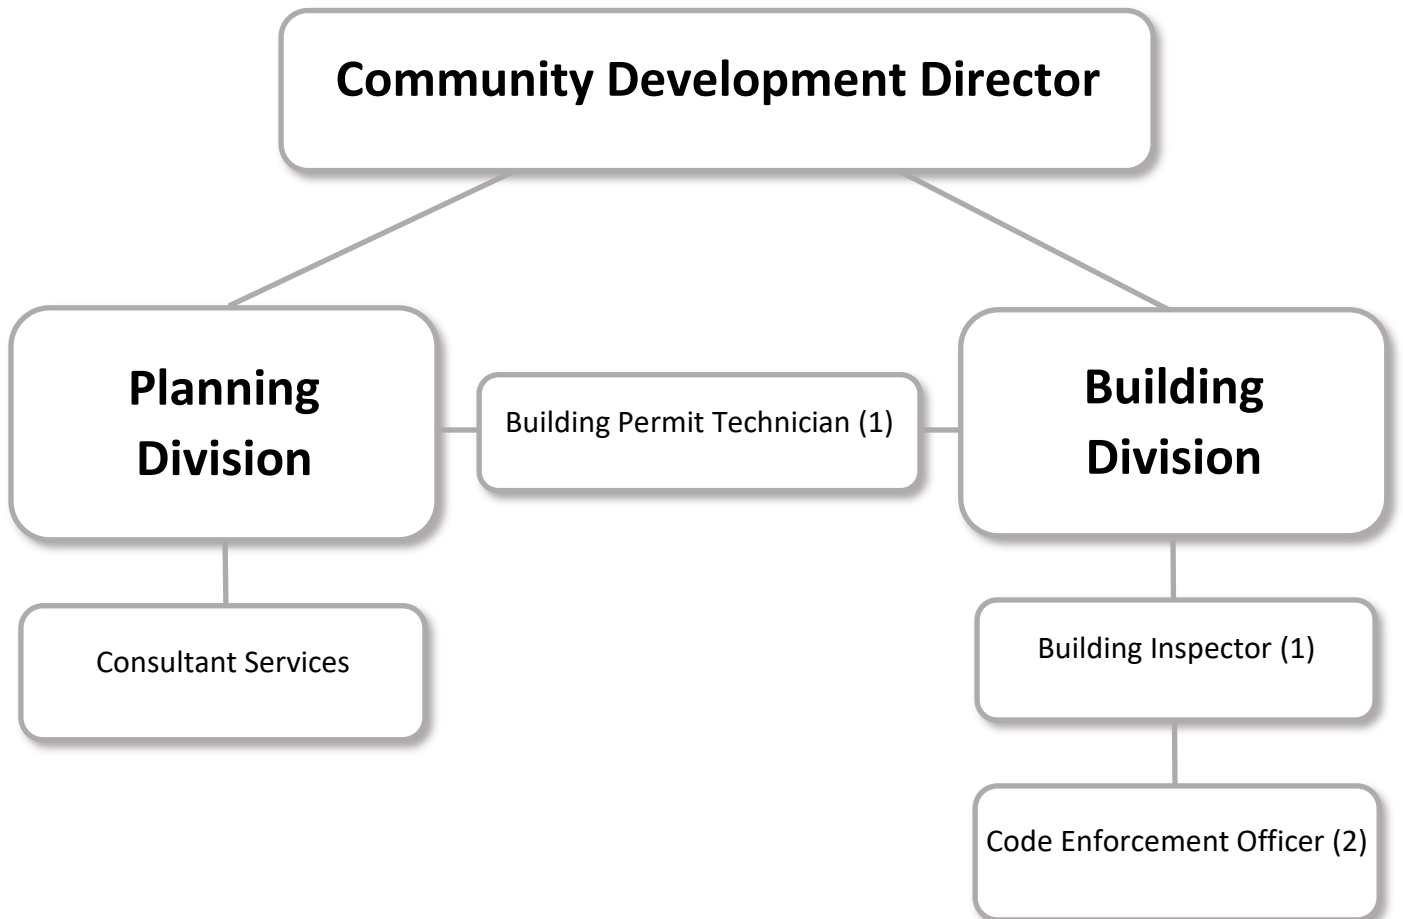 Community Development Director
Planning
Division
Building Permit Technician (1)
Building
Division
Consultant Services
Building Inspector (1)
Code Enforcement Officer (2)